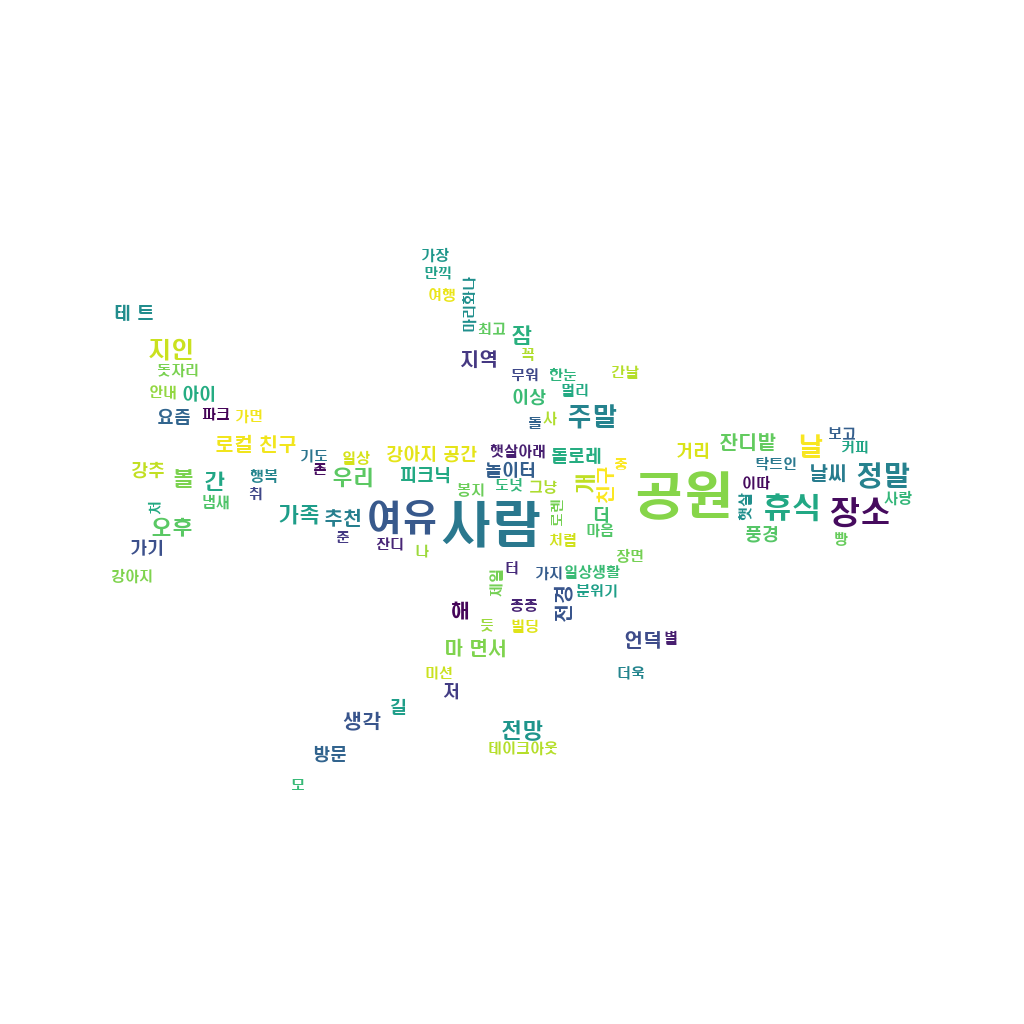 가장
만끽
여행
마리화나
테 트
최고
잠
지인
지역
꼭
돗자리
무워
한눈
간날
안내
아이
이상
멀리
요즘
파크
가면
돌
사
주말
로컬 친구
기도
일상
강아지 공간
햇살아래
돌로레
거리
잔디밭
날
보고
커피
강추
볼
간
행복
존
우리
피크닉
놀이터
개
친구
중
탁트인
날씨
정말
냄새
취
봉지
도넛
그냥
공원
이따
햇살
휴식
장소
사랑
져
오후
가족
추천
여유
사람
로렌
더
마음
풍경
빵
가기
준
잔디
나
처럼
장면
강아지
제일
터
가지
일상생활
분위기
해
종종
전경
듯
빌딩
언덕
별
마 면서
미션
저
더욱
길
생각
전망
방문
테이크아웃
모